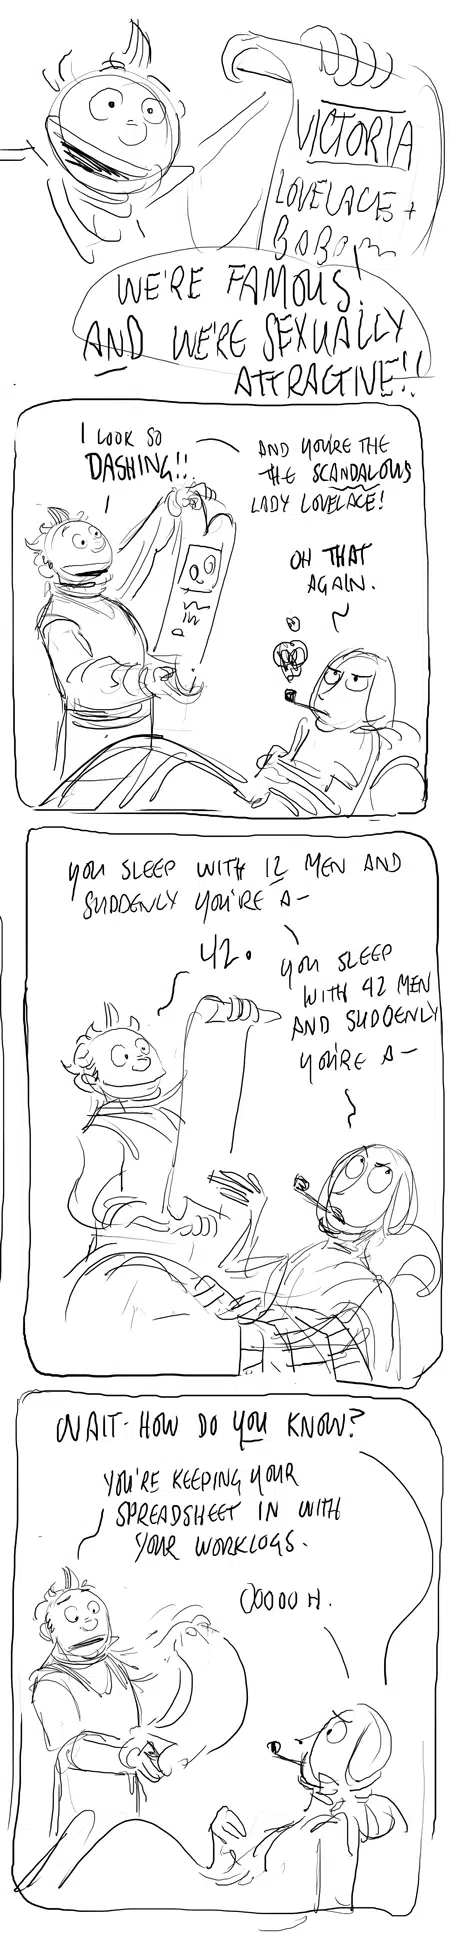 VICTORIA
LOVELACE +
BABA
WE'RE FAMOUS!
AND WE'RE SEXUALLY
ATTRACTIVE!!
I LOOK SO
DASHING!!
AND YOU'RE THE
THE SCANDALOUS
LADY LOVELACE!
OH THAT
AGAIN.
YOU SLEEP WITH 12 MEN AND
SUDDENLY YOU'RE A-
42.
YOU SLEEP
WITH 42 MEN
AND SUDDENLY
YOU'RE A-
WAIT- HOW DO YOU KNOW?
YOU'RE KEEPING YOUR
SPREADSHEET IN WITH
YOUR WORKLOGS.
OOOOOH.